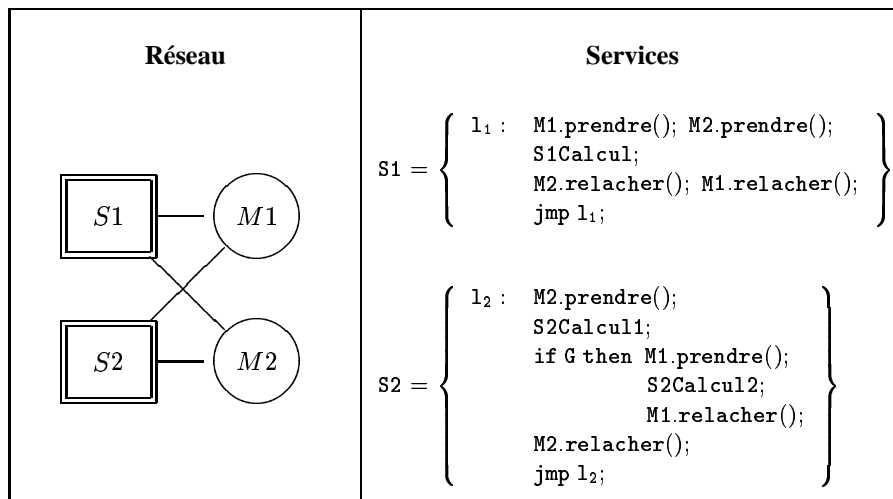 Réseau
Services
S1
M1
S2
M2
S1 = { l₁ : M1.prendre(); M2.prendre();
S1Calcul;
M2.relacher(); M1.relacher();
jmp l₁; }
S2 = { l₂ : M2.prendre();
S2Calcul1;
if G then M1.prendre();
S2Calcul2;
M1.relacher();
M2.relacher();
jmp l₂; }